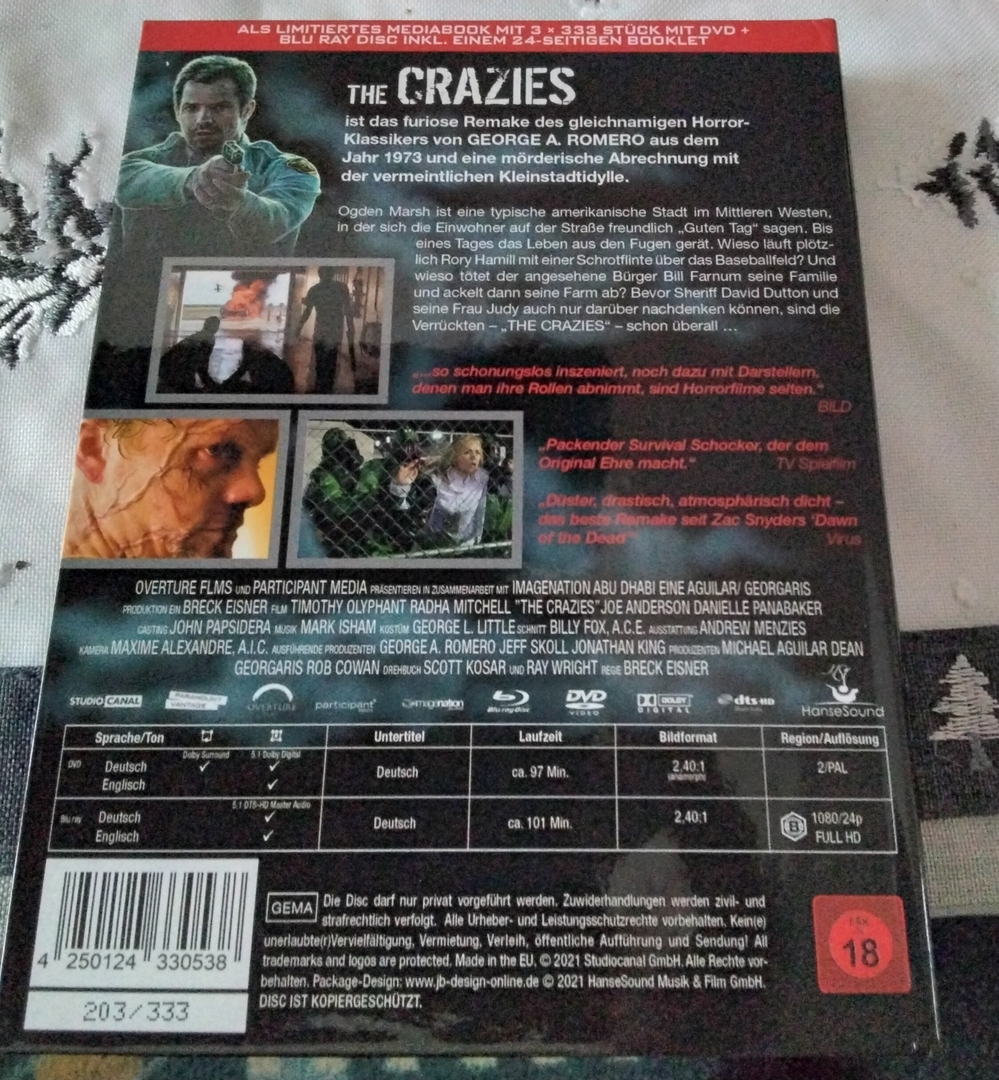 ALS LIMITIERTES MEDIABOOK MIT 3 × 333 STÜCK MIT DVD +
BLU RAY DISC INKL. EINEM 24-SEITIGEN BOOKLET
THE CRAZIES
ist das furiose Remake des gleichnamigen Horror-
Klassikers von GEORGE A. ROMERO aus dem
Jahr 1973 und eine mörderische Abrechnung mit
der vermeintlichen Kleinstadtidylle.
Ogden Marsh ist eine typische amerikanische Stadt im Mittleren Westen,
in der sich die Einwohner auf der Straße freundlich „Guten Tag“ sagen. Bis
eines Tages das Leben aus den Fugen gerät. Wieso läuft plötz-
lich Rory Hamill mit einer Schrotflinte über das Baseballfeld? Und
wieso tötet der angesehene Bürger Bill Farnum seine Familie
und ackelt dann seine Farm ab? Bevor Sheriff David Dutton und
seine Frau Judy auch nur darüber nachdenken können, sind die
Verrückten – „THE CRAZIES“ – schon überall ...
„...so schonungslos inszeniert, noch dazu mit Darstellern,
denen man ihre Rollen abnimmt, sind Horrorfilme selten.“
BILD
„Packender Survival Schocker, der dem
Original Ehre macht.“ TV Spielfilm
„Düster, drastisch, atmosphärisch dicht –
das beste Remake seit Zac Snyders 'Dawn
of the Dead“ Virus
OVERTURE FLMS UND PARTICIPANT MEDIA PRÄSENTIEREN IN ZUSAMMENARBEIT MIT IMAGENATION ABU DHABI EINE AGUILAR/ GEORGARIS
PRODUKTION EIN BRECK EISNER FILM TIMOTHY OLYPHANT RADHA MITCHELL "THE CRAZIES" JOE ANDERSON DANIELLE PANABAKER
CASTING JOHN PAPSIDERA MUSIK MARK ISHAM KOSTÜM GEORGE L. LITTLE SCHNITT BILLY FOX, A.C.E. AUSSTATTUNG ANDREW MENZIES
KAMERA MAXIME ALEXANDRE, A.I.C. AUSFÜHRENDE PRODUZENTEN GEORGE A. ROMERO JEFF SKOLL JONATHAN KING PRODUZENTEN MICHAEL AGUILAR DEAN
GEORGARIS ROB COWAN DREHBUCH SCOTT KOSAR UND RAY WRIGHT REGIE BRECK EISNER
STUDIOCANAL PARAMOUNT VANTAGE OVERTURE participant imagenation Blu-ray Disc DVD VIDEO DOLBY DIGITAL dts-HD HanseSound
Sprache/Ton Untertitel Laufzeit Bildformat Region/Auflösung
Dolby Surround 5.1 Dolby Digital
DVD Deutsch ✓ ✓ Deutsch ca. 97 Min. 2,40:1 (anamorph) 2/PAL
Englisch ✓
5.1 DTS-HD Master Audio
Blu ray Deutsch ✓ Deutsch ca. 101 Min. 2,40:1 B 1080/24p
Englisch ✓ FULL HD
GEMA Die Disc darf nur privat vorgeführt werden. Zuwiderhandlungen werden zivil- und
strafrechtlich verfolgt. Alle Urheber- und Leistungsschutzrechte vorbehalten. Kein(e)
unerlaubte(r)Vervielfältigung, Vermietung, Verleih, öffentliche Aufführung und Sendung! All
trademarks and logos are protected. Made in the EU. © 2021 Studiocanal GmbH. Alle Rechte vor-
behalten. Package-Design: www.jb-design-online.de © 2021 HanseSound Musik & Film GmbH.
DISC IST KOPIERGESCHÜTZT.
FSK
18
4 250124 330538
203/333